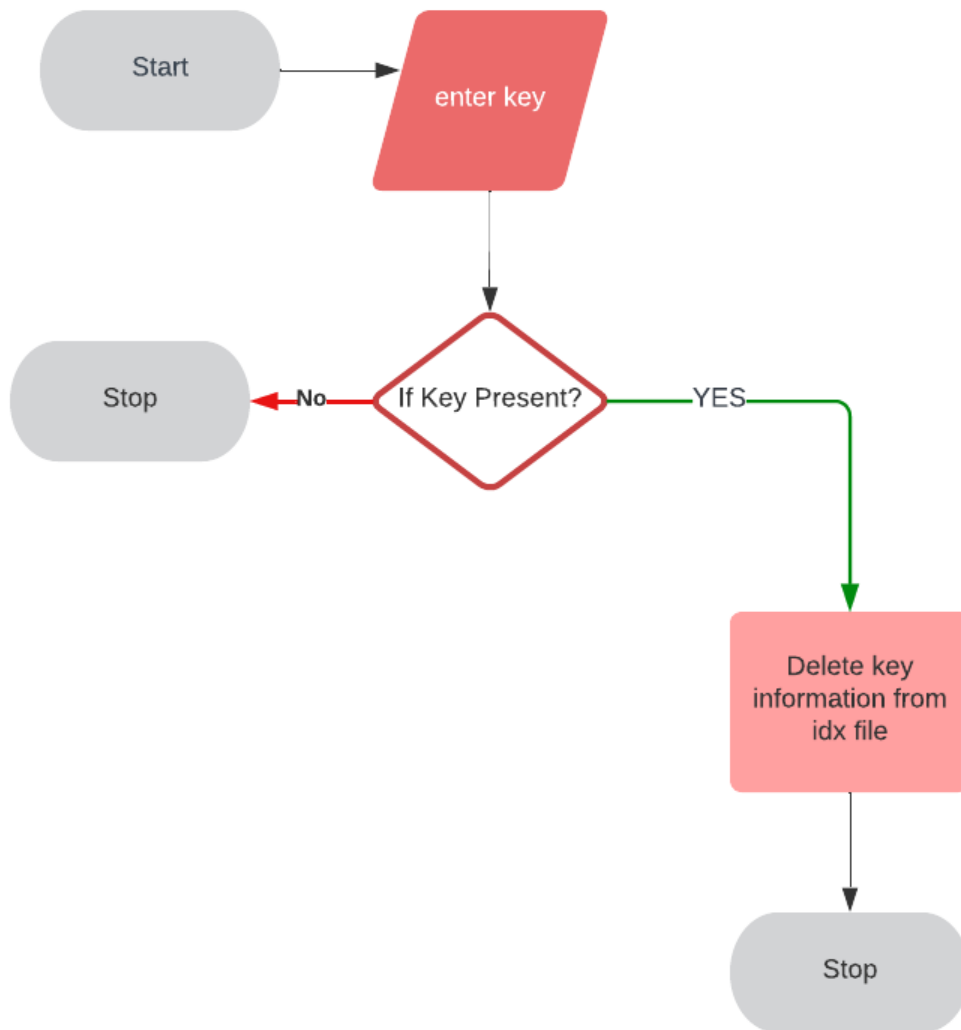 Start
enter key
If Key Present?
No
Stop
YES
Delete key
information from
idx file
Stop